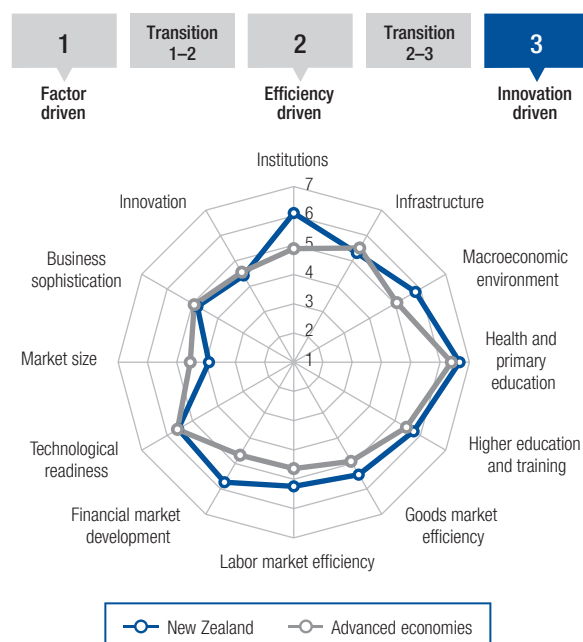 1
Transition
1–2
2
Transition
2–3
3
Factor
driven
Efficiency
driven
Innovation
driven
Institutions
7
6
5
4
3
2
1
Infrastructure
Macroeconomic
environment
Health and
primary
education
Higher education
and training
Goods market
efficiency
Labor market efficiency
Financial market
development
Technological
readiness
Market size
Business
sophistication
Innovation
New Zealand
Advanced economies